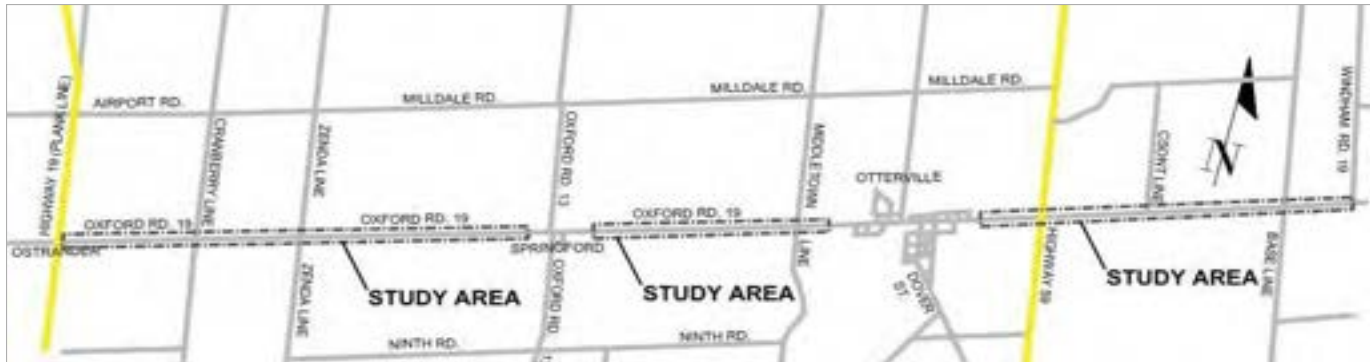 HIGHWAY 19 (PLANK LINE)
AIRPORT RD.
CRANBERRY LINE
ZENDA LINE
MILLDALE RD.
OXFORD RD. 13
MILLDALE RD.
MIDDLETOWN
MILLDALE RD.
OTTERVILLE
CSONT LINE
N
WINDHAM RD. 19
OXFORD RD. 19
OXFORD RD. 19
OXFORD RD. 19
OSTRANDER
SPRINGFORD
LINE
ZENDA LINE
STUDY AREA
OXFORD RD.
STUDY AREA
DOVER
ST.
HIGHWAY 59
STUDY AREA
BASE LINE
NINTH RD.
NINTH RD.